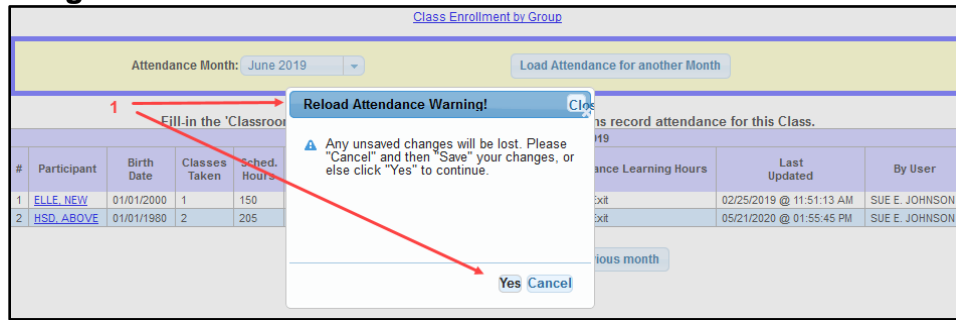 Class Enrollment by Group
Attendance Month: June 2019
Load Attendance for another Month
1
Reload Attendance Warning!
Clos
Fill-in the 'Classroo
ns record attendance for this Class.
Any unsaved changes will be lost. Please
"Cancel" and then "Save" your changes, or
else click "Yes" to continue.
019
# Participant Birth Date Classes Taken Sched. Hours ance Learning Hours Last Updated By User
1 ELLE, NEW 01/01/2000 1 150 Exit 02/25/2019 @ 11:51:13 AM SUE E. JOHNSON
2 HSD, ABOVE 01/01/1980 2 205 Exit 05/21/2020 @ 01:55:45 PM SUE E. JOHNSON
ious month
Yes Cancel